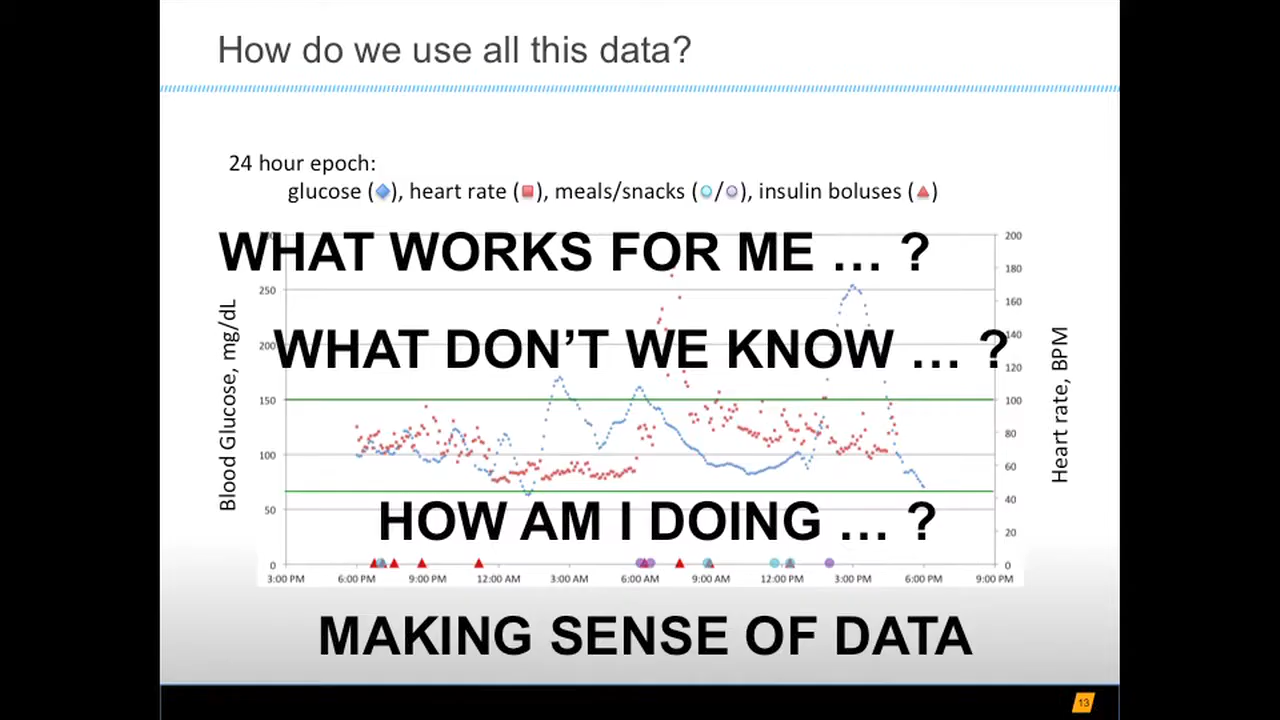 How do we use all this data?
24 hour epoch:
glucose (), heart rate (), meals/snacks (/), insulin boluses ()
WHAT WORKS FOR ME … ?
WHAT DON’T WE KNOW … ?
HOW AM I DOING … ?
MAKING SENSE OF DATA
Blood Glucose, mg/dL
250
200
150
100
50
0
Heart rate, BPM
200
180
160
140
120
100
80
60
40
20
0
3:00 PM 6:00 PM 9:00 PM 12:00 AM 3:00 AM 6:00 AM 9:00 AM 12:00 PM 3:00 PM 6:00 PM 9:00 PM
13